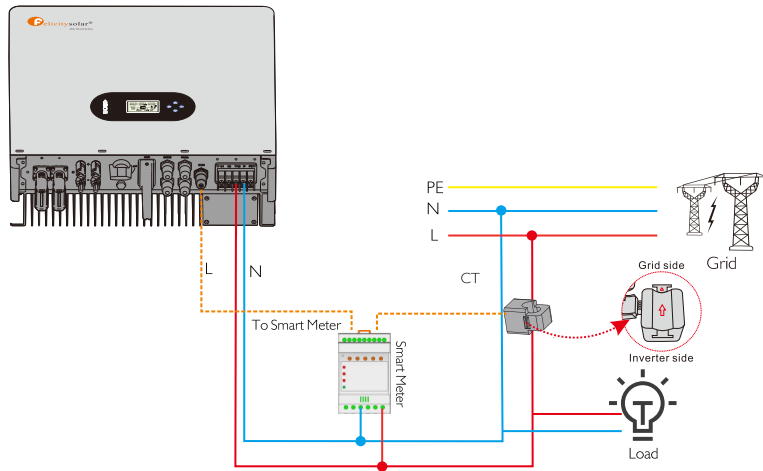 Felicitysolar®
PE
N
L
Grid
L
N
CT
Grid side
Inverter side
To Smart Meter
Smart Meter
Load